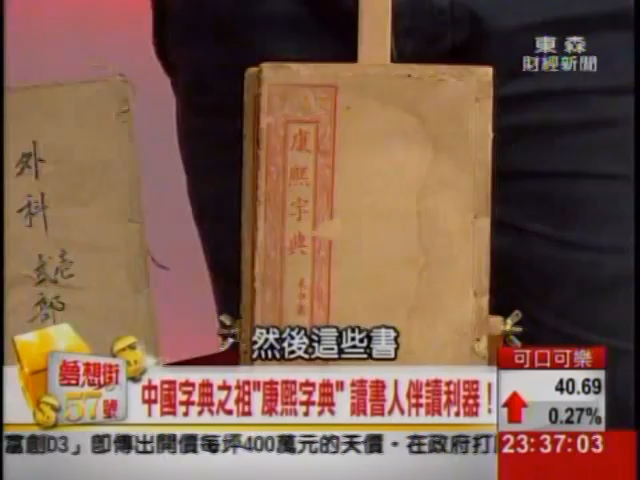 東森
財經新聞
外科
康熙字典
然後這些書
夢想街
57號
中國字典之祖"康熙字典" 讀書人伴讀利器!
可口可樂
40.69
0.27%
富創D3」即傳出開價每坪400萬元的天價。在政府打
23:37:03